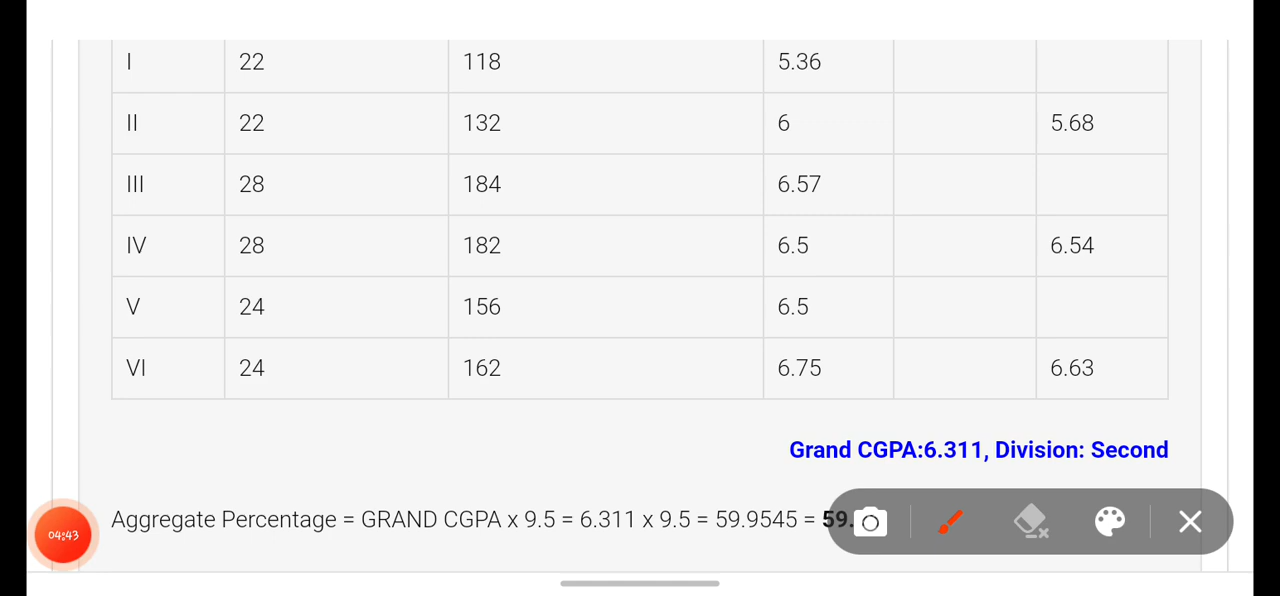 I 22 118 5.36
II 22 132 6 5.68
III 28 184 6.57
IV 28 182 6.5 6.54
V 24 156 6.5
VI 24 162 6.75 6.63
Grand CGPA:6.311, Division: Second
Aggregate Percentage = GRAND CGPA x 9.5 = 6.311 x 9.5 = 59.9545 = 59.
04:43